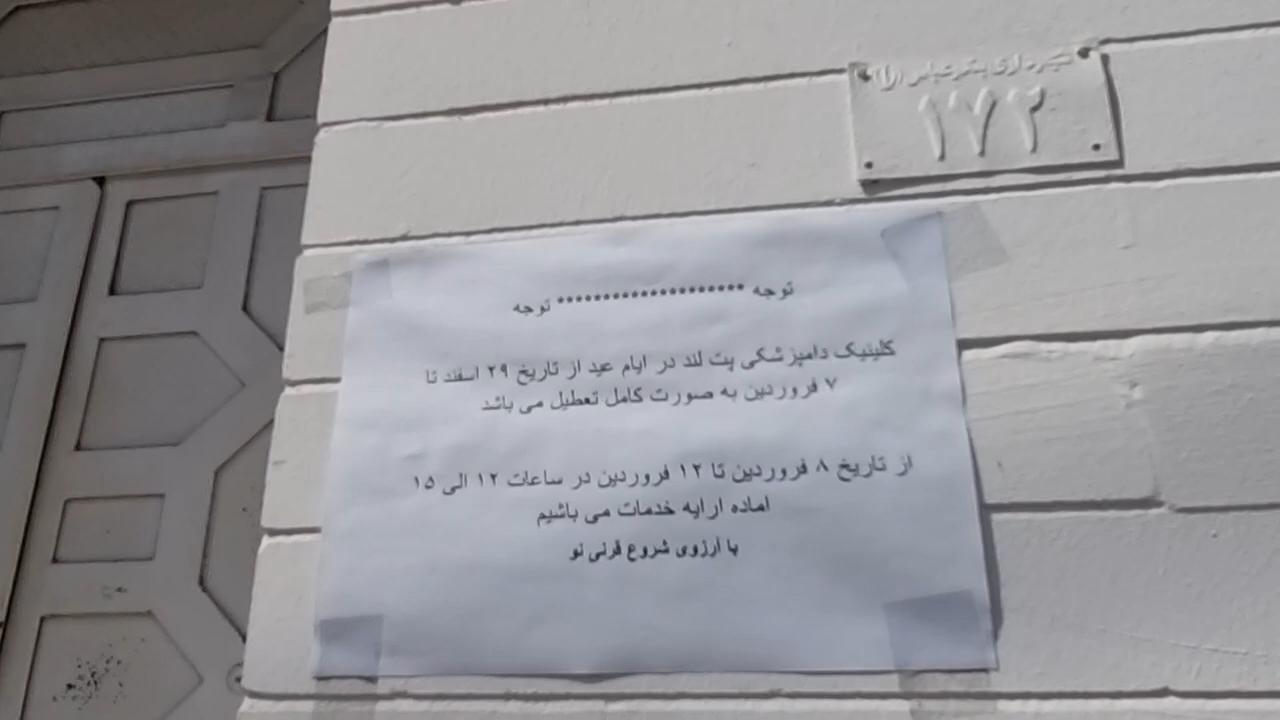 شهرداری بندرعباس
۱۷۲
توجه ******************** توجه
کلینیک دامپزشکی پت لند در ایام عید از تاریخ ۲۹ اسفند تا
۷ فروردین به صورت کامل تعطیل می باشد
از تاریخ ۸ فروردین تا ۱۲ فروردین در ساعات ۱۲ الی ۱۵
اماده ارایه خدمات می باشیم
با ارزوی شروع قرنی نو